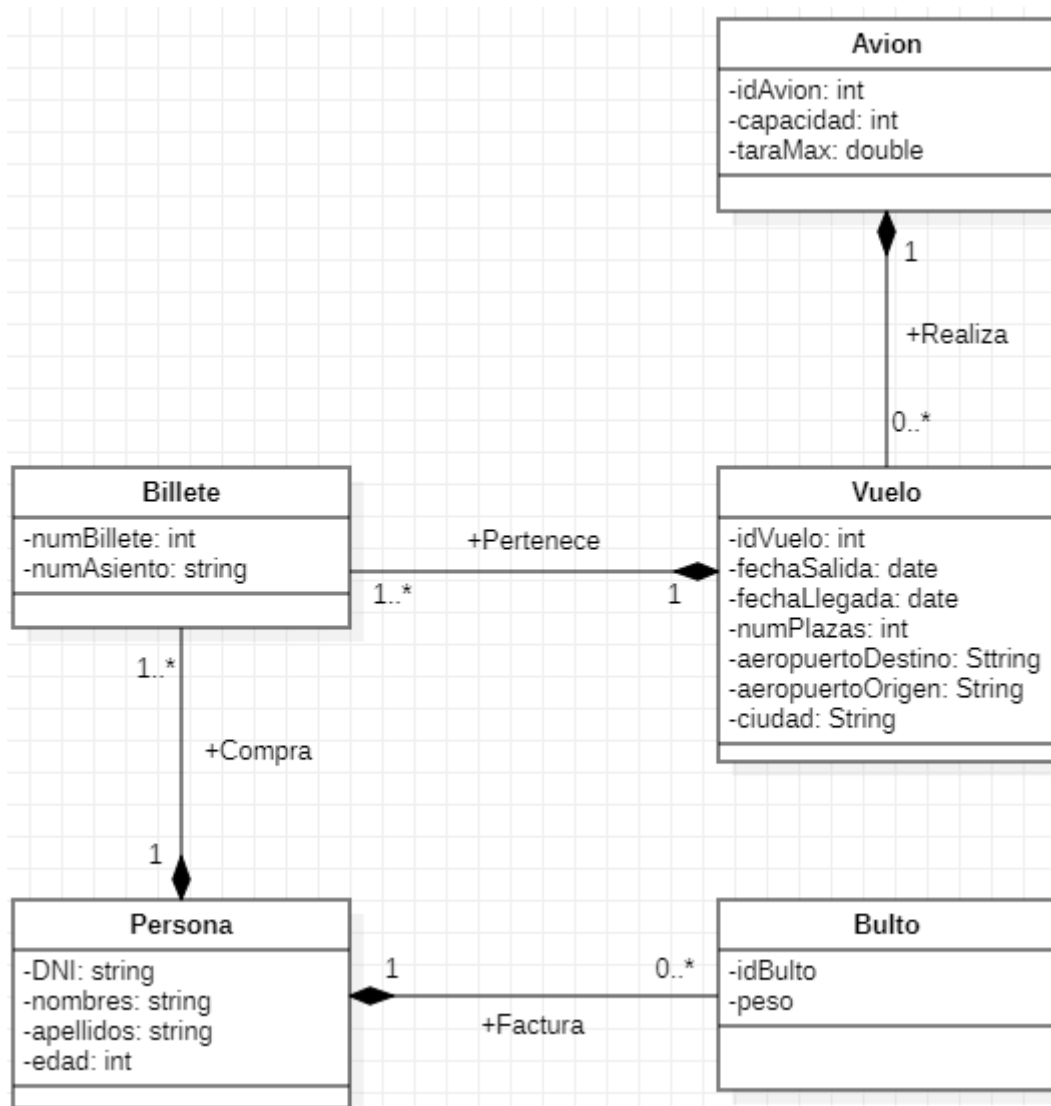 Avion
-idAvion: int
-capacidad: int
-taraMax: double
1
+Realiza
0..*
Billete
-numBillete: int
-numAsiento: string
+Pertenece
1..*
1
Vuelo
-idVuelo: int
-fechaSalida: date
-fechaLlegada: date
-numPlazas: int
-aeropuertoDestino: Sttring
-aeropuertoOrigen: String
-ciudad: String
1..*
+Compra
1
Persona
-DNI: string
-nombres: string
-apellidos: string
-edad: int
1
0..*
+Factura
Bulto
-idBulto
-peso